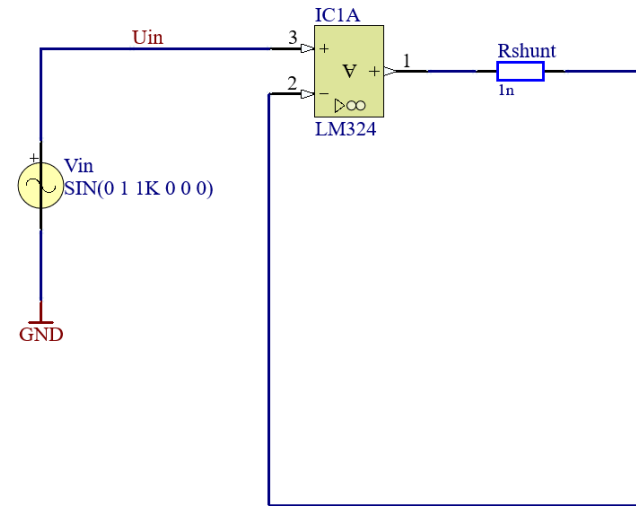 IC1A
Uin
3
+
∀
+
1
Rshunt
1n
2
−
▷∞
LM324
+
Vin
SIN(0 1 1K 0 0 0)
GND